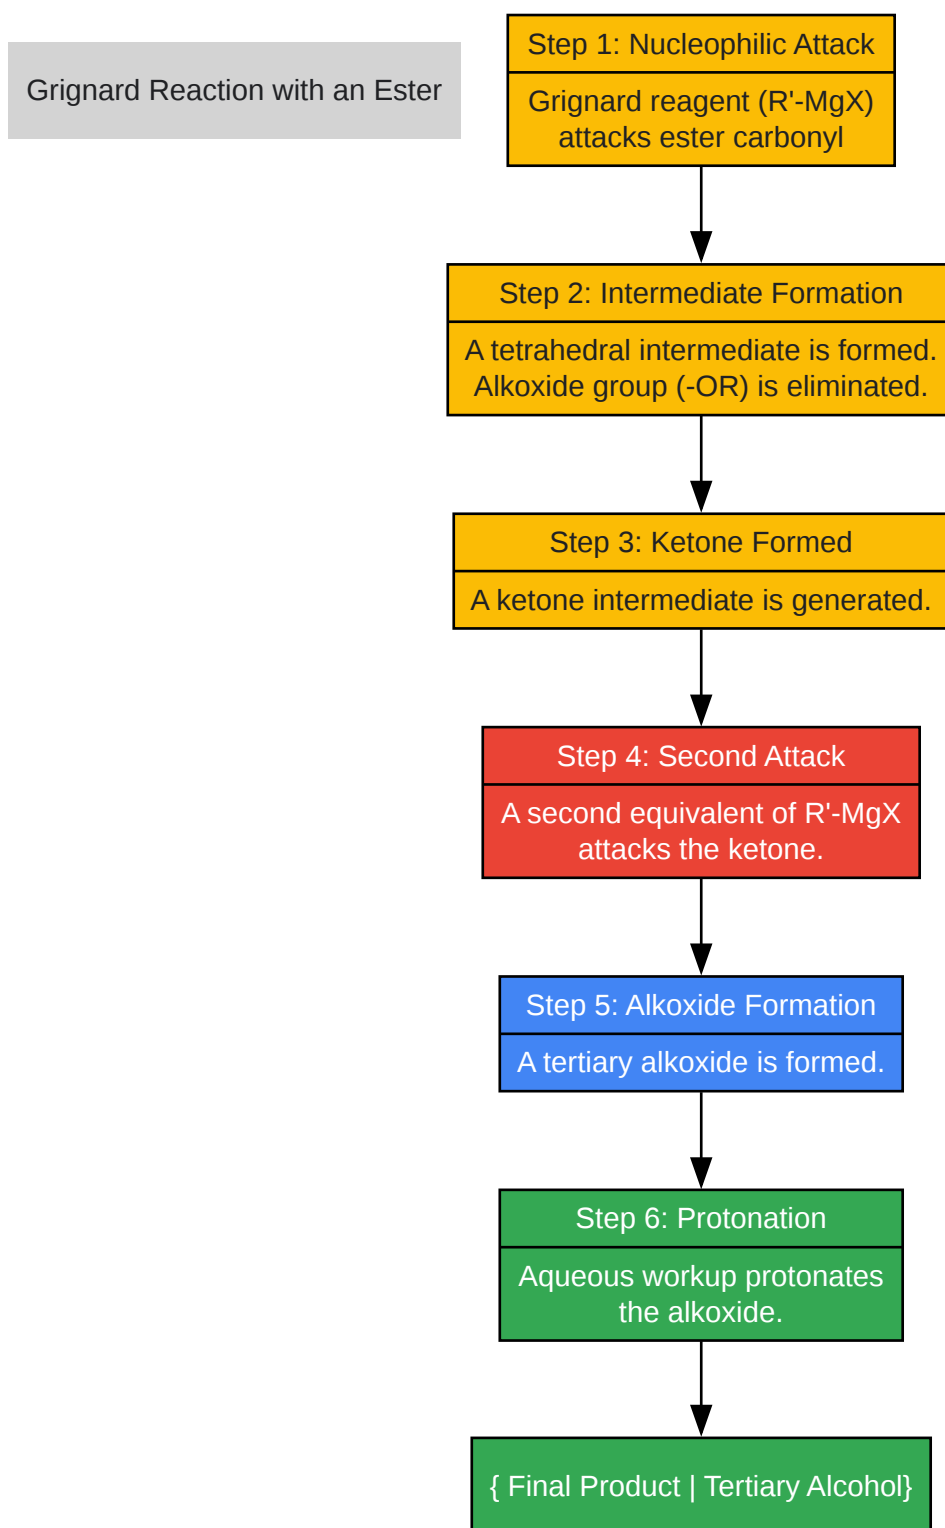 Grignard Reaction with an Ester
Step 1: Nucleophilic Attack
Grignard reagent (R'-MgX)
attacks ester carbonyl
Step 2: Intermediate Formation
A tetrahedral intermediate is formed.
Alkoxide group (-OR) is eliminated.
Step 3: Ketone Formed
A ketone intermediate is generated.
Step 4: Second Attack
A second equivalent of R'-MgX
attacks the ketone.
Step 5: Alkoxide Formation
A tertiary alkoxide is formed.
Step 6: Protonation
Aqueous workup protonates
the alkoxide.
{ Final Product | Tertiary Alcohol}